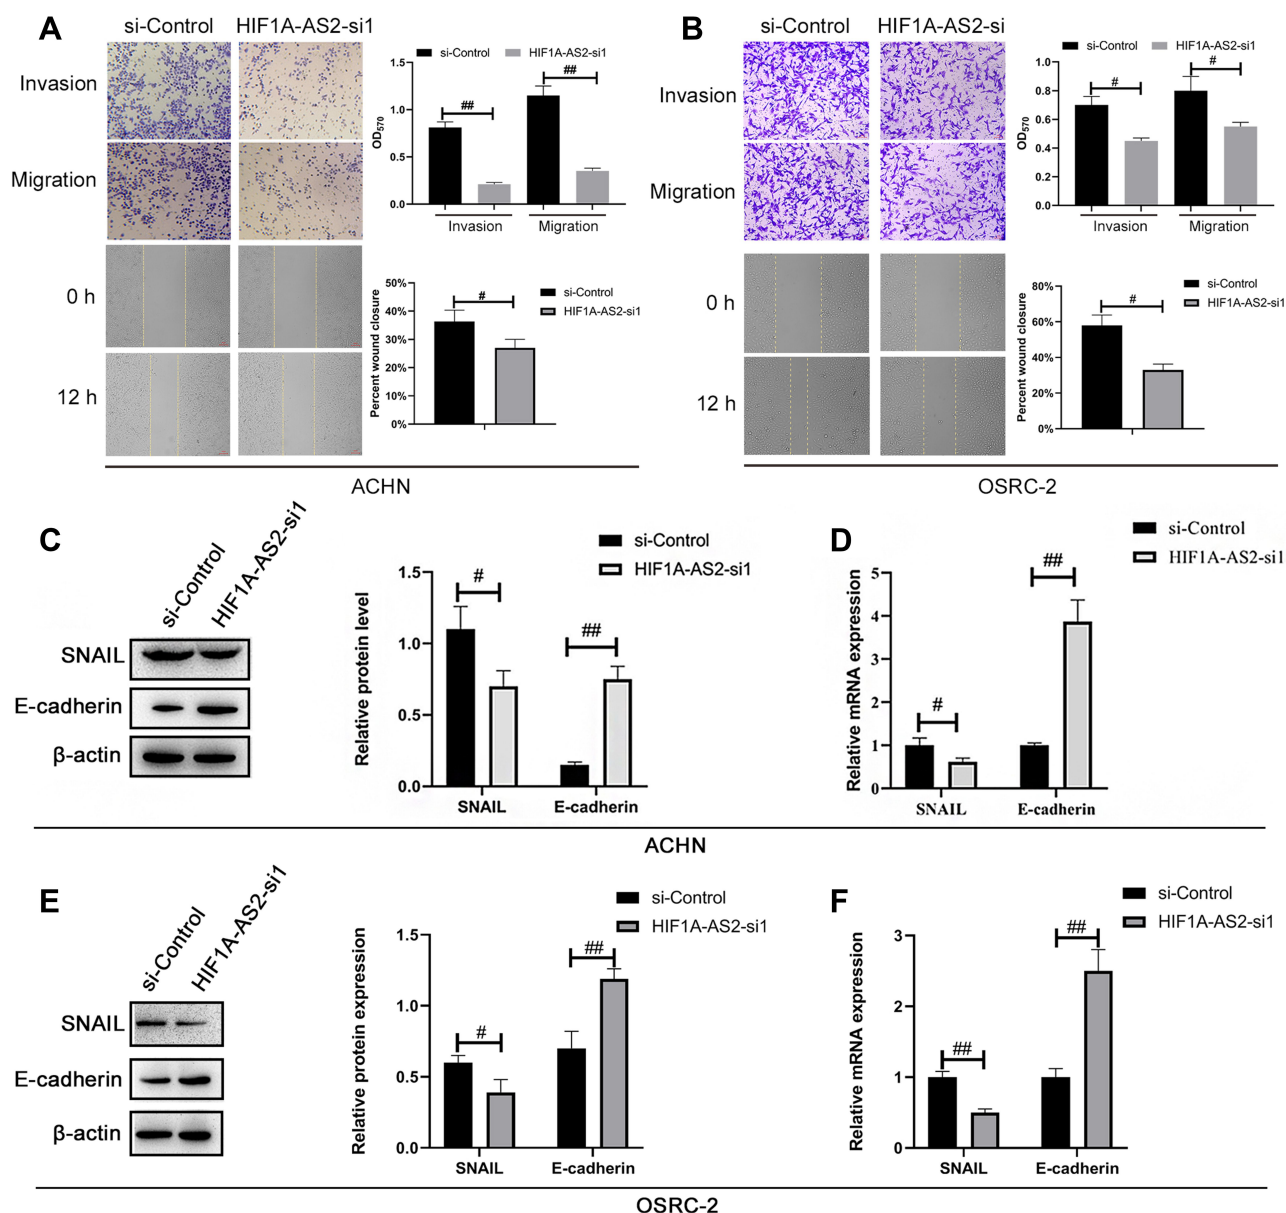 A
si-Control HIF1A-AS2-si1
Invasion
Migration
0 h
12 h
si-Control HIF1A-AS2-si1
OD570
1.5
1.0
0.5
0.0
##
##
Invasion Migration
Percent wound closure
50%
40%
30%
20%
10%
0%
#
si-Control
HIF1A-AS2-si1
ACHN
B
si-Control HIF1A-AS2-si
Invasion
Migration
0 h
12 h
si-Control HIF1A-AS2-si1
OD570
1.0
0.8
0.6
0.4
0.2
0.0
#
#
Invasion Migration
Percent wound closure
80%
60%
40%
20%
0%
#
si-Control
HIF1A-AS2-si1
OSRC-2
C
si-Control
HIF1A-AS2-si1
SNAIL
E-cadherin
β-actin
si-Control
HIF1A-AS2-si1
Relative protein level
1.5
1.0
0.5
0.0
#
##
SNAIL E-cadherin
D
si-Control
HIF1A-AS2-si1
Relative mRNA expression
5
4
3
2
1
0
#
##
SNAIL E-cadherin
ACHN
E
si-Control
HIF1A-AS2-si1
SNAIL
E-cadherin
β-actin
si-Control
HIF1A-AS2-si1
Relative protein expression
1.5
1.0
0.5
0.0
#
##
SNAIL E-cadherin
F
si-Control
HIF1A-AS2-si1
Relative mRNA expression
3
2
1
0
##
##
SNAIL E-cadherin
OSRC-2